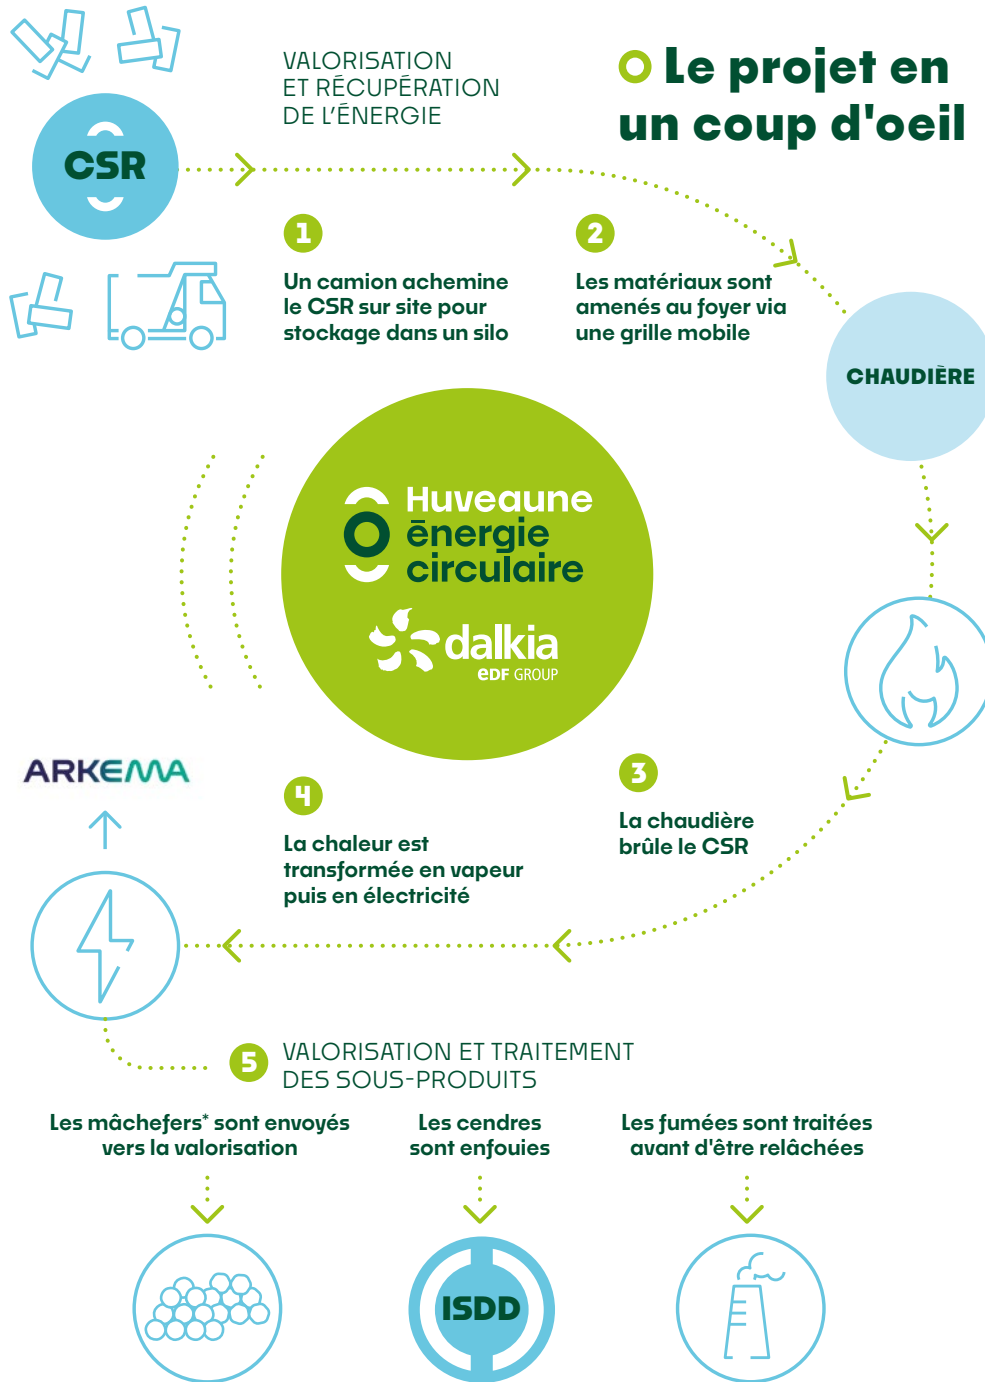 VALORISATION
ET RÉCUPÉRATION
DE L'ÉNERGIE
Le projet en
un coup d'oeil
CSR
1
Un camion achemine
le CSR sur site pour
stockage dans un silo
2
Les matériaux sont
amenés au foyer via
une grille mobile
CHAUDIÈRE
Huveaune
ēnergie
circulaire
dalkia
eDF GROUP
ARKEMA
3
La chaudière
brûle le CSR
4
La chaleur est
transformée en vapeur
puis en électricité
5
VALORISATION ET TRAITEMENT
DES SOUS-PRODUITS
Les mâchefers* sont envoyés
vers la valorisation
Les cendres
sont enfouies
Les fumées sont traitées
avant d'être relâchées
ISDD